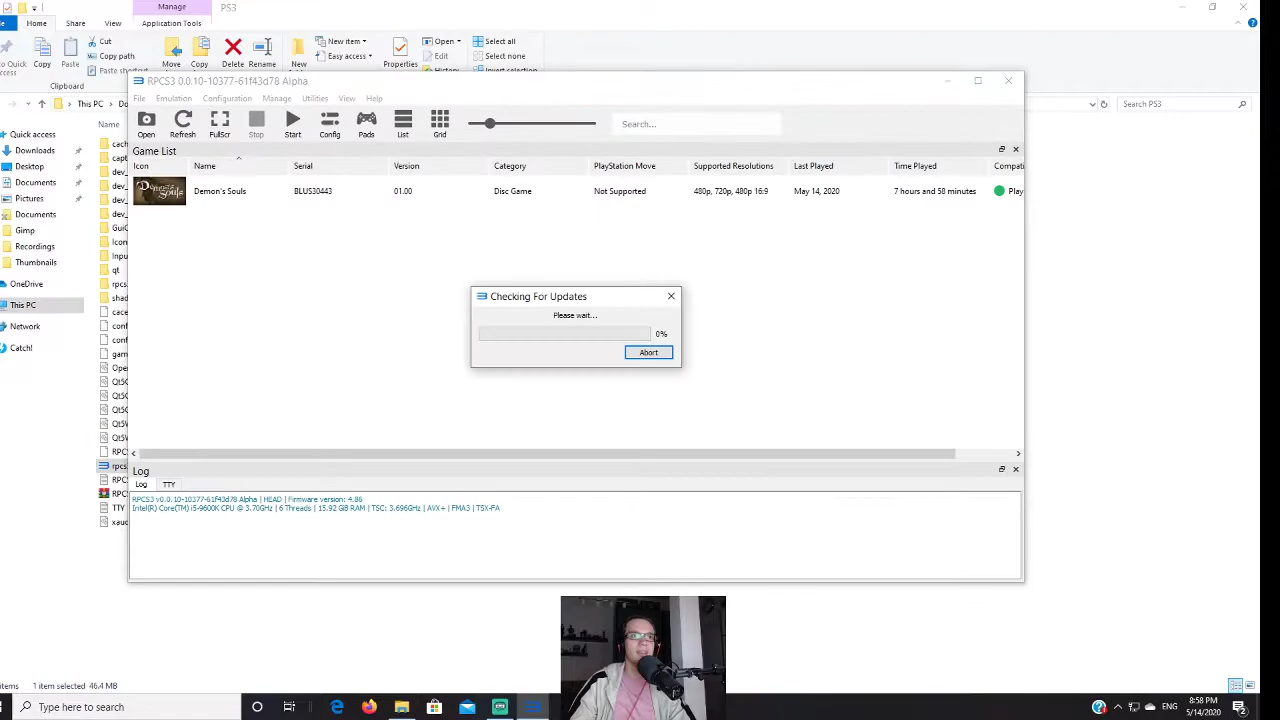 Manage
PS3
Home
Share
View
Application Tools
Cut
Copy path
Paste shortcut
Copy
Paste
Move
Copy
Delete
Rename
New item
Easy access
Properties
Open
Edit
History
Select all
Select none
Invert selection
Clipboard
This PC
Search PS3
RPCS3 0.0.10-10377-61f43d78 Alpha
File Emulation Configuration Manage Utilities View Help
Open Refresh FullScr Stop Start Config Pads List Grid
Search...
Game List
Icon Name Serial Version Category PlayStation Move Supported Resolutions Last Played Time Played Compati
Demon's Souls BLUS30443 01.00 Disc Game Not Supported 480p, 720p, 480p 16:9 May 14, 2020 7 hours and 58 minutes Play
Checking For Updates
Please wait...
0%
Abort
Log
Log TTY
RPCS3 v0.0.10-10377-61f43d78 Alpha | HEAD | Firmware version: 4.86
Intel(R) Core(TM) i5-9600K CPU @ 3.70GHz | 6 Threads | 15.92 GiB RAM | TSC: 3.696GHz | AVX+ | FMA3 | TSX-FA
Name
Quick access
Downloads
Desktop
Documents
Pictures
Documents
Gimp
Recordings
Thumbnails
OneDrive
This PC
Network
Catch!
items
1 item selected 46.4 MB
Type here to search
ENG
8:58 PM
5/14/2020